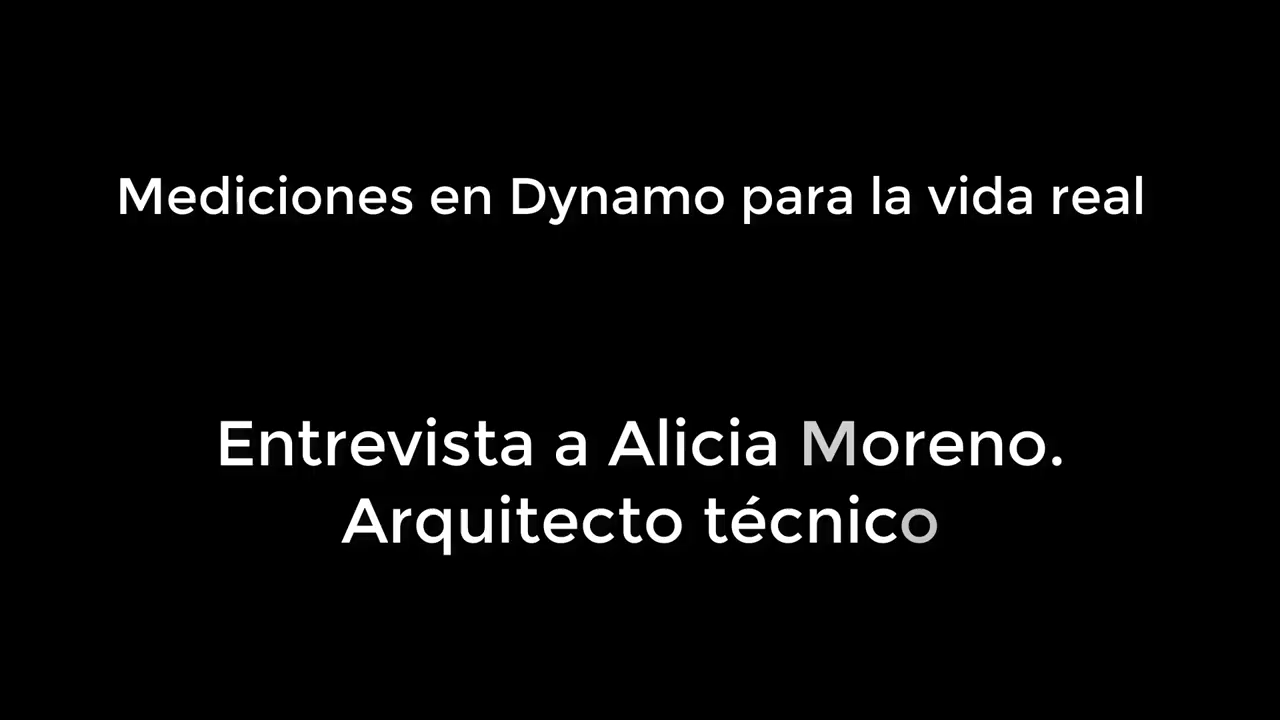 Mediciones en Dynamo para la vida real
Entrevista a Alicia Moreno.
Arquitecto técnico